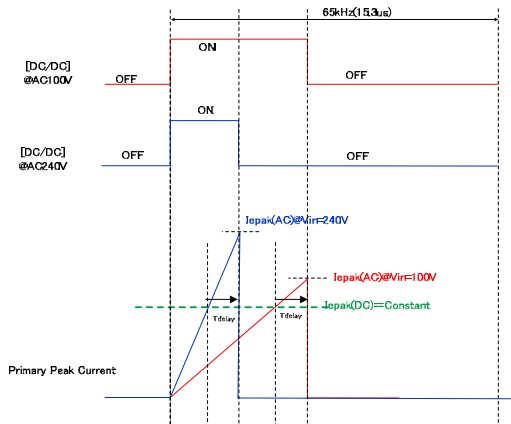 65kHz(15.3us)
ON
[DC/DC]
@AC100V
OFF
OFF
ON
[DC/DC]
@AC240V
OFF
OFF
Iepak(AC)@Vin=240V
Iepak(AC)@Vin=100V
Iepak(DC)=Constant
Tdelay
Tdelay
Primary Peak Current